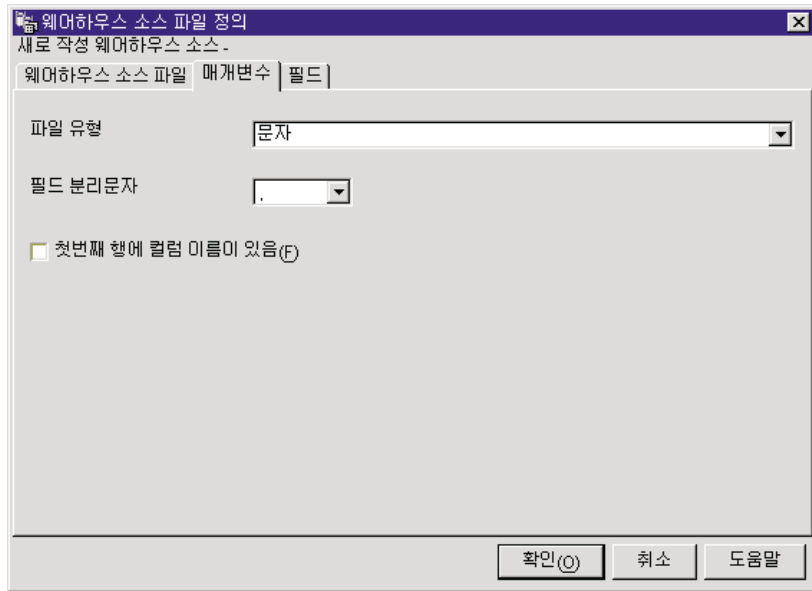 웨어하우스 소스 파일 정의
새로 작성 웨어하우스 소스 -
웨어하우스 소스 파일 매개변수 필드
파일 유형 문자
필드 분리문자 ,
첫번째 행에 컬럼 이름이 있음(F)
확인(O) 취소 도움말